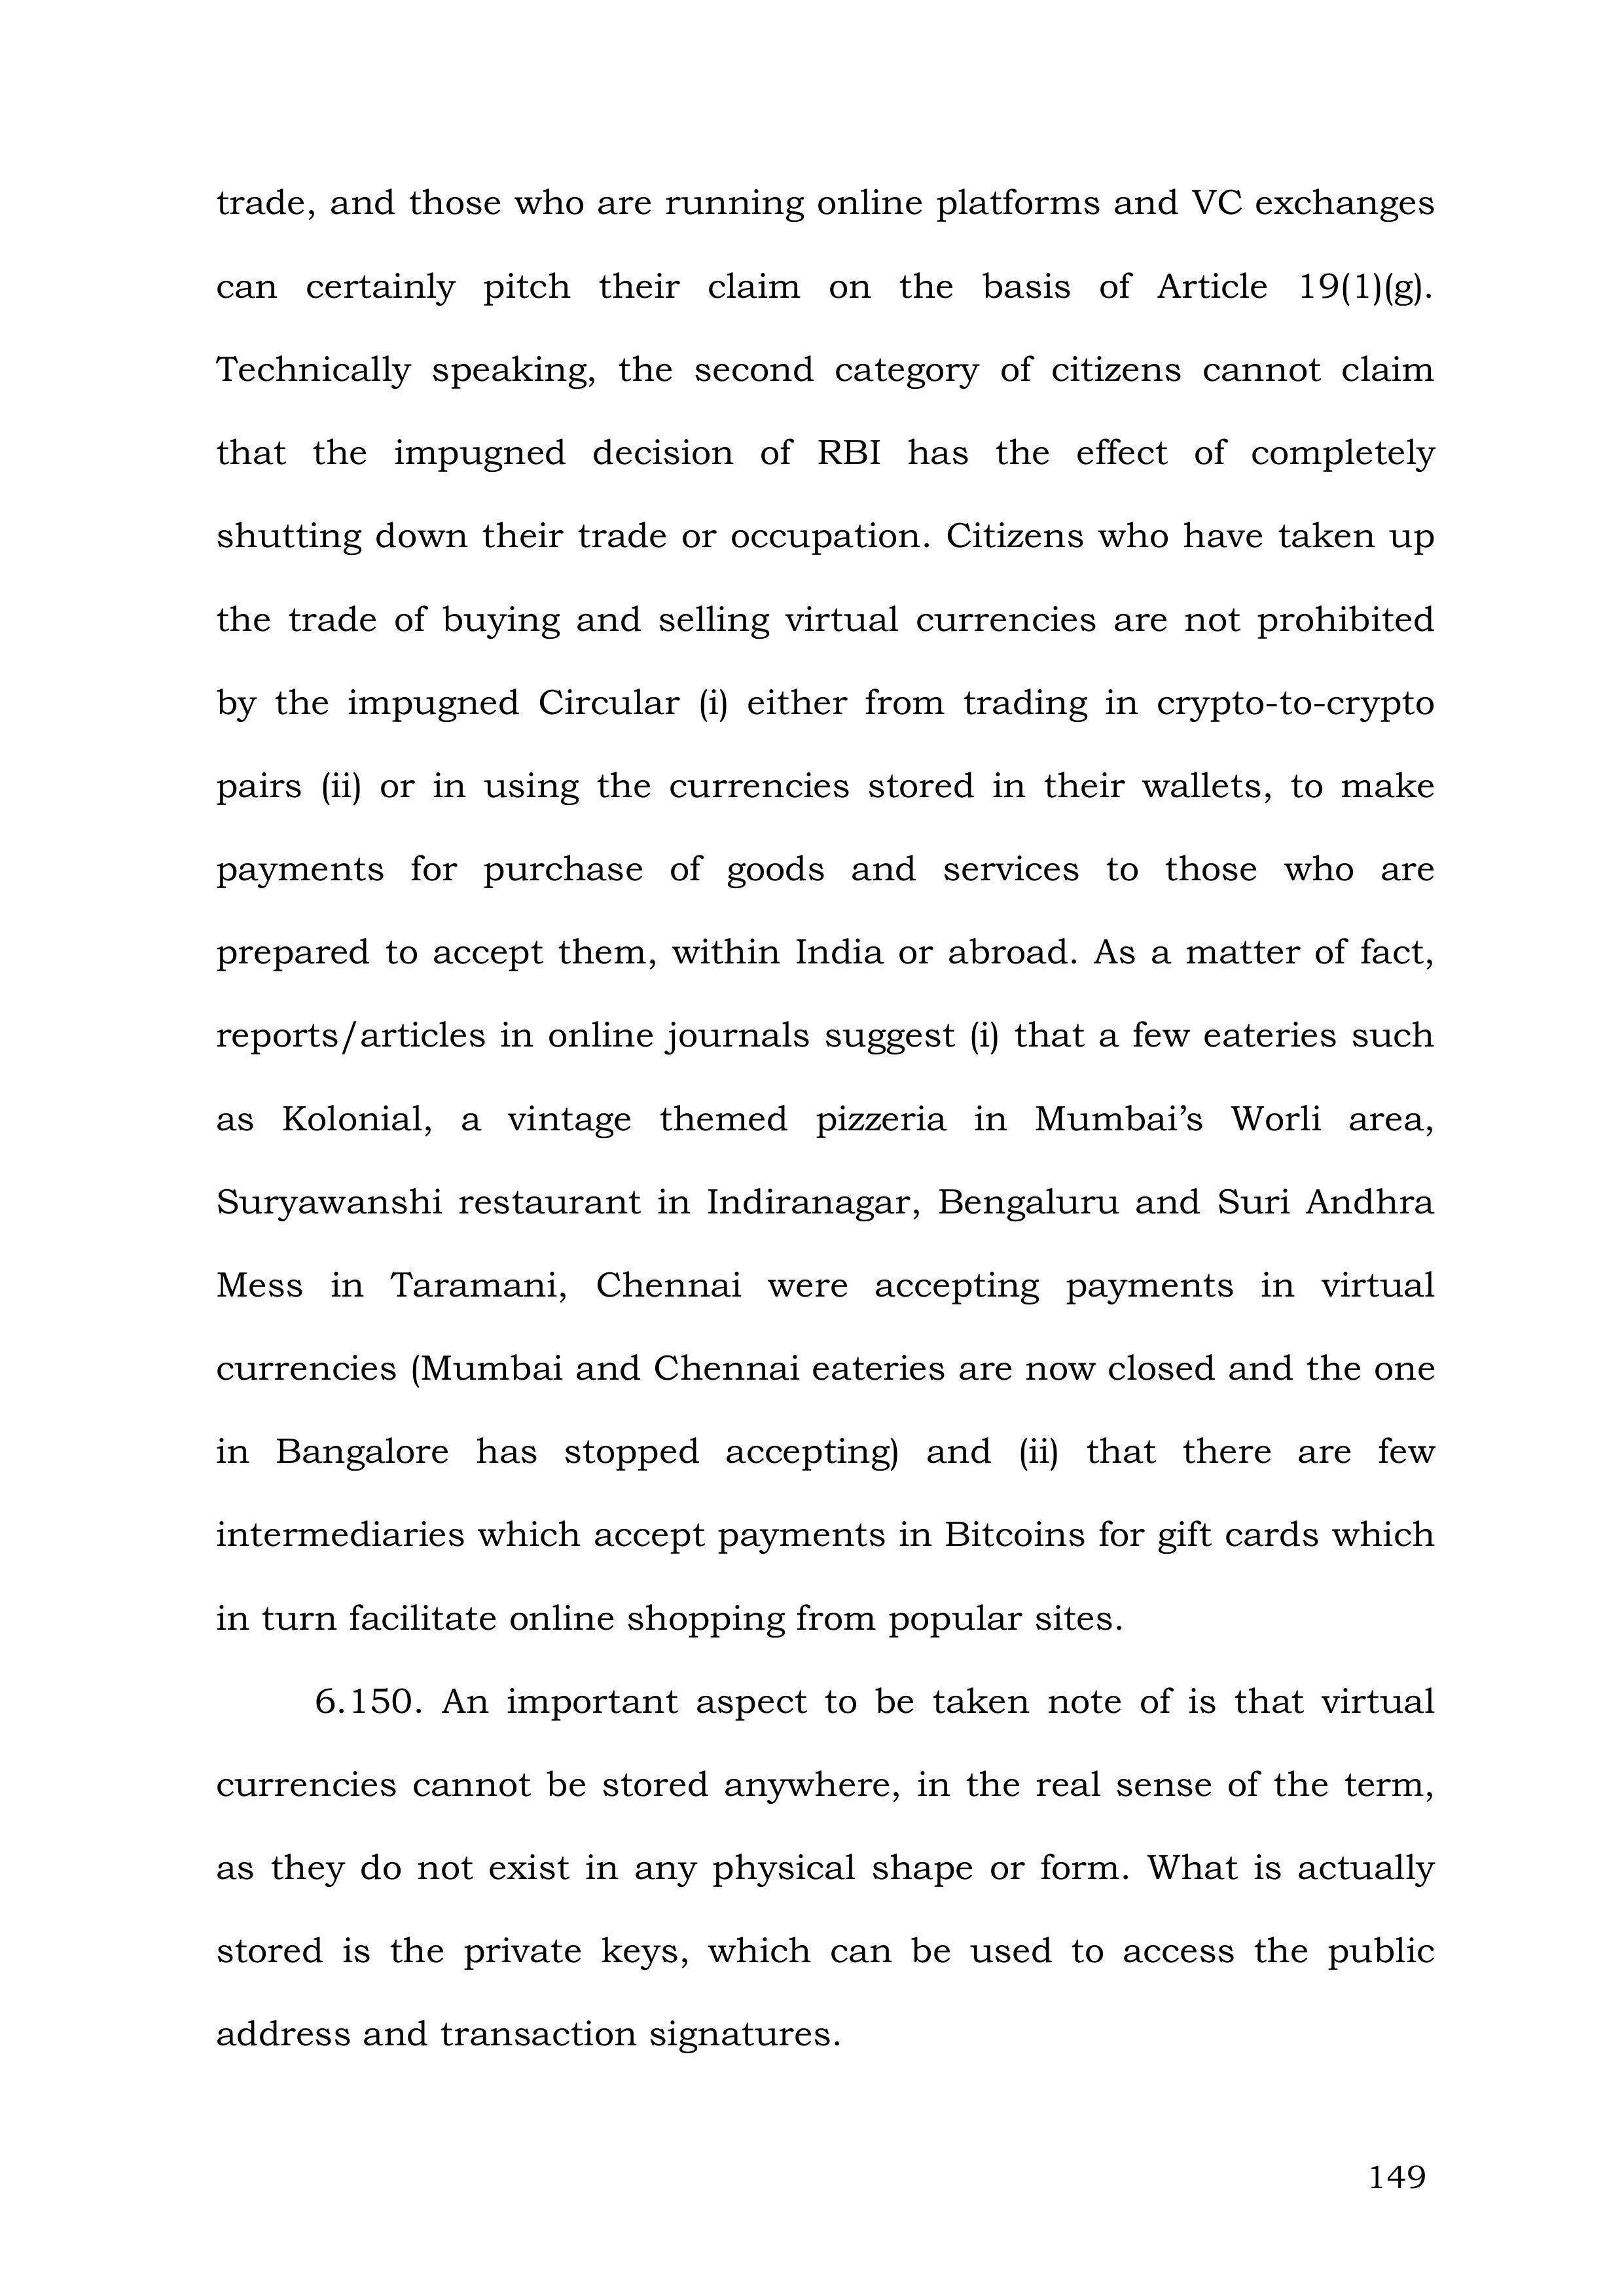 trade, and those who are running online platforms and VC exchanges
can certainly pitch their claim on the basis of Article 19(1)(g).
Technically speaking, the second category of citizens cannot claim
that the impugned decision of RBI has the effect of completely
shutting down their trade or occupation. Citizens who have taken up
the trade of buying and selling virtual currencies are not prohibited
by the impugned Circular (i) either from trading in crypto-to-crypto
pairs (ii) or in using the currencies stored in their wallets, to make
payments for purchase of goods and services to those who are
prepared to accept them, within India or abroad. As a matter of fact,
reports/articles in online journals suggest (i) that a few eateries such
as Kolonial, a vintage themed pizzeria in Mumbai’s Worli area,
Suryawanshi restaurant in Indiranagar, Bengaluru and Suri Andhra
Mess in Taramani, Chennai were accepting payments in virtual
currencies (Mumbai and Chennai eateries are now closed and the one
in Bangalore has stopped accepting) and (ii) that there are few
intermediaries which accept payments in Bitcoins for gift cards which
in turn facilitate online shopping from popular sites.
6.150. An important aspect to be taken note of is that virtual
currencies cannot be stored anywhere, in the real sense of the term,
as they do not exist in any physical shape or form. What is actually
stored is the private keys, which can be used to access the public
address and transaction signatures.
149